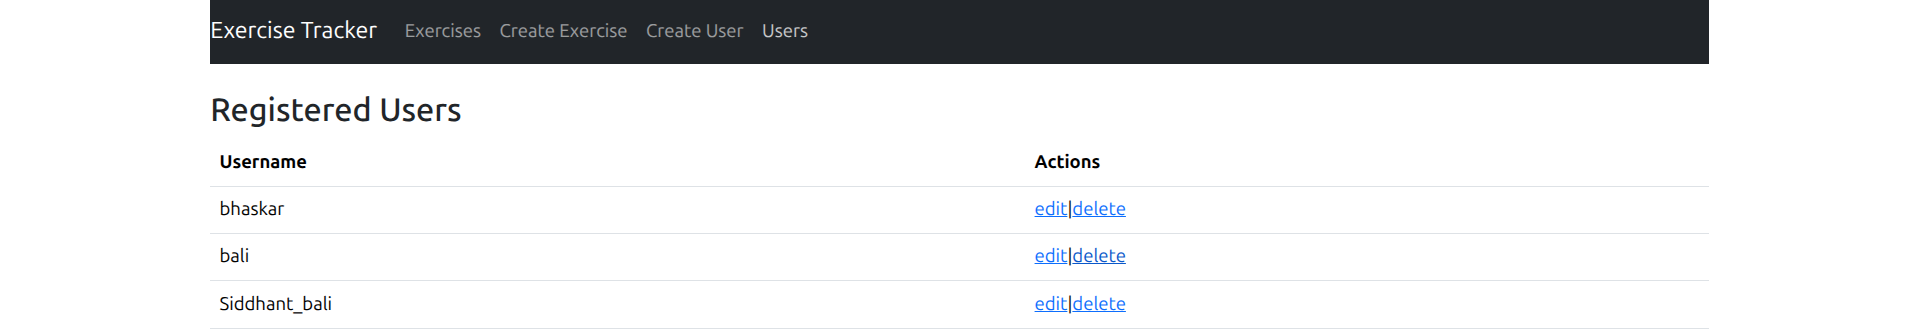 Exercise Tracker Exercises Create Exercise Create User Users
Registered Users
Username Actions
bhaskar edit|delete
bali edit|delete
Siddhant_bali edit|delete